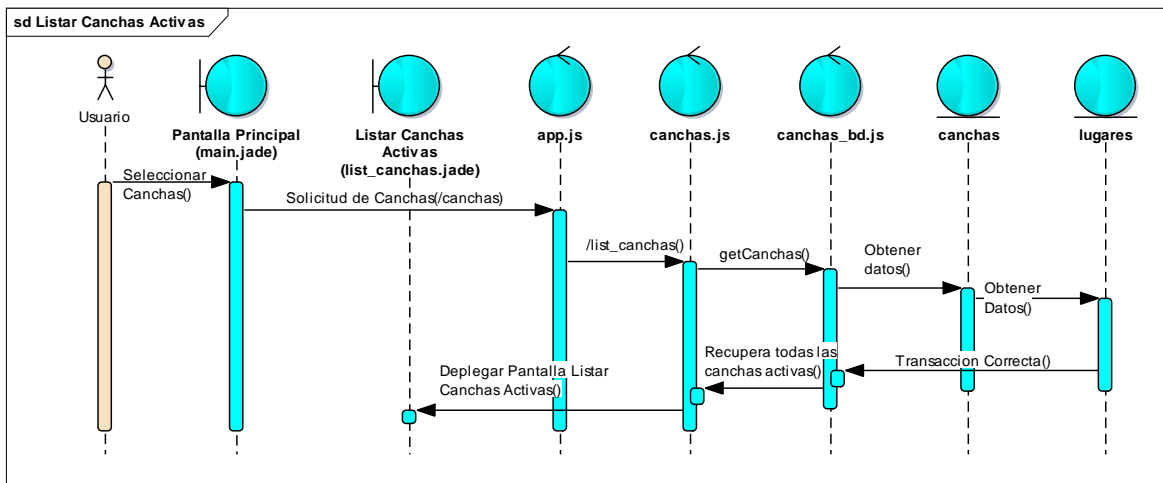 sd Listar Canchas Activas
Usuario
Pantalla Principal
(main.jade)
Listar Canchas
Activas
(list_canchas.jade)
app.js
canchas.js
canchas_bd.js
canchas
lugares
Seleccionar
Canchas()
Solicitud de Canchas(/canchas)
/list_canchas()
getCanchas()
Obtener
datos()
Obtener
Datos()
Transaccion Correcta()
Recupera todas las
canchas activas()
Deplegar Pantalla Listar
Canchas Activas()